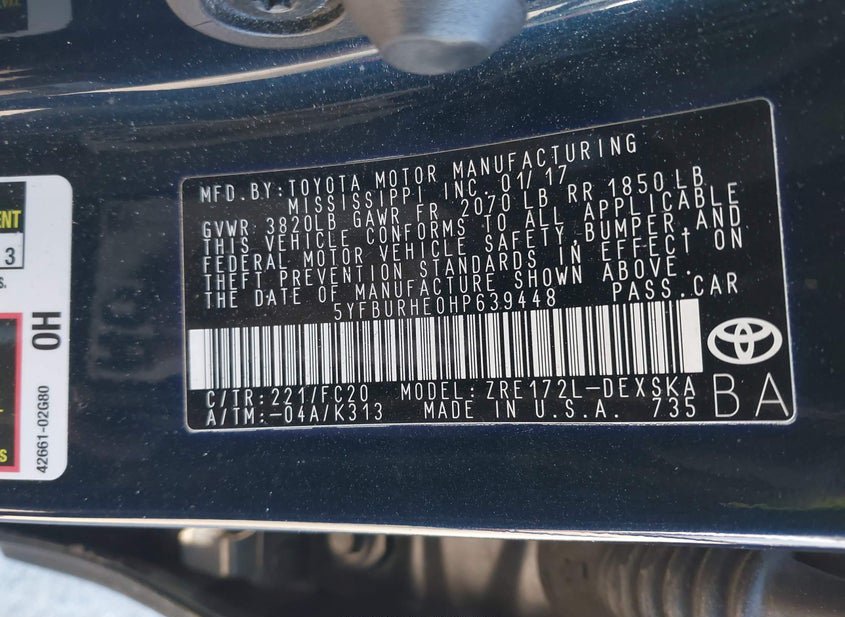 MFD. BY: TOYOTA MOTOR MANUFACTURING
MISSISSIPPI INC. 01/17
GVWR 3820LB GAWR FR 2070 LB RR 1850 LB
THIS VEHICLE CONFORMS TO ALL APPLICABLE
FEDERAL MOTOR VEHICLE SAFETY, BUMPER, AND
THEFT PREVENTION STANDARDS IN EFFECT ON
THE DATE OF MANUFACTURE SHOWN ABOVE.
5YFBURHE0HP639448 PASS. CAR
C/TR: 221/FC20 MODEL: ZRE172L-DEXSKA
A/TM: -04A/K313 MADE IN U.S.A. 735
BA
3
0H
42661-02G80